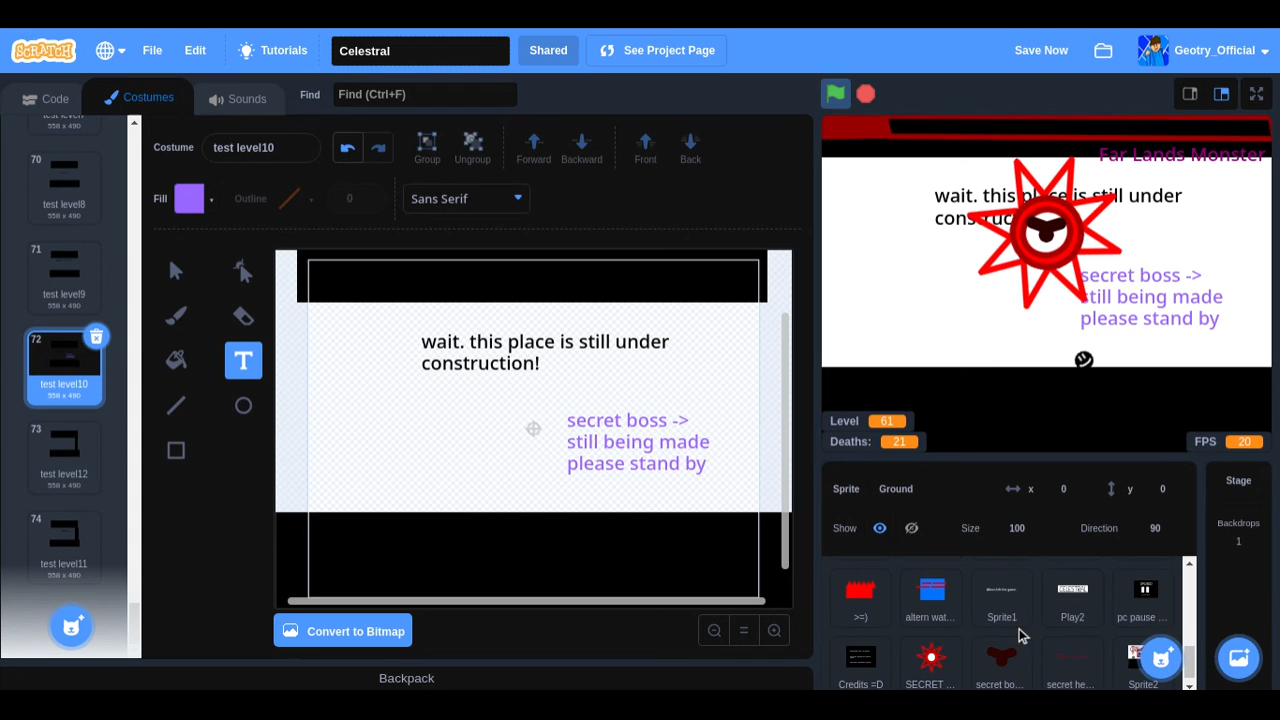 SCRATCH
File
Edit
Tutorials
Celestral
Shared
See Project Page
Save Now
Geotry_Official
Code
Costumes
Sounds
Find
Find (Ctrl+F)
558 x 490
70
test level8
558 x 490
71
test level9
558 x 490
72
test level10
558 x 490
73
test level12
558 x 490
74
test level11
558 x 490
Costume
test level10
Group
Ungroup
Forward
Backward
Front
Back
Fill
Outline
0
Sans Serif
T
wait. this place is still under
construction!
secret boss ->
still being made
please stand by
Convert to Bitmap
Backpack
Far Lands Monster
wait. this place is still under
secret boss ->
still being made
please stand by
Level 61
Deaths: 21
FPS 20
Sprite Ground x 0 y 0
Show Size 100 Direction 90
Stage
Backdrops
1
>=)
altern wat...
Sprite1
Play2
pc pause ...
Credits =D
SECRET ...
secret bo...
secret he...
Sprite2